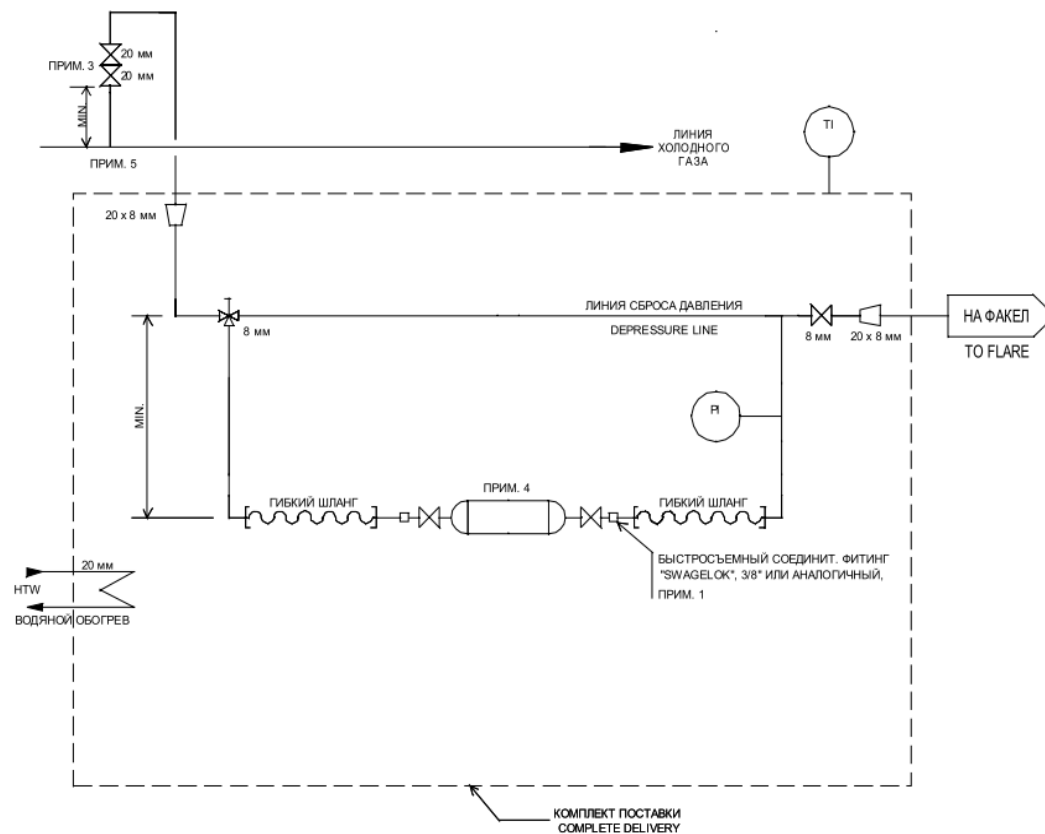 20 мм
ПРИМ. 3
20 мм
MIN.
ПРИМ. 5
ЛИНИЯ
ХОЛОДНОГО
ГАЗА
TI
20 x 8 мм
ЛИНИЯ СБРОСА ДАВЛЕНИЯ
DEPRESSURE LINE
8 мм
8 мм
20 x 8 мм
НА ФАКЕЛ
TO FLARE
MIN.
PI
ГИБКИЙ ШЛАНГ
ПРИМ. 4
ГИБКИЙ ШЛАНГ
БЫСТРОСЪЕМНЫЙ СОЕДИНИТ. ФИТИНГ
"SWAGELOK", 3/8" ИЛИ АНАЛОГИЧНЫЙ,
ПРИМ. 1
20 мм
HTW
ВОДЯНОЙ ОБОГРЕВ
КОМПЛЕКТ ПОСТАВКИ
COMPLETE DELIVERY